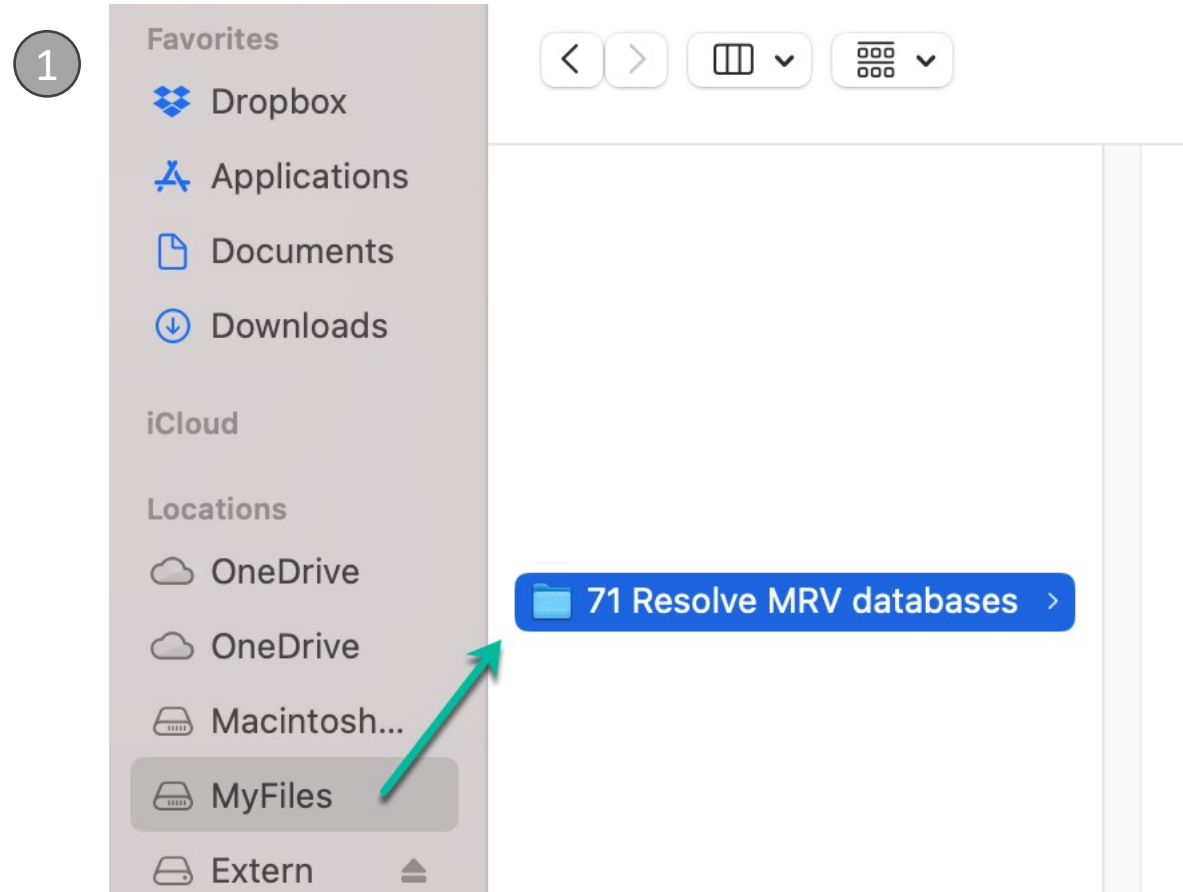 1
Favorites
Dropbox
Applications
Documents
Downloads
iCloud
Locations
OneDrive
OneDrive
Macintosh...
MyFiles
Extern
71 Resolve MRV databases